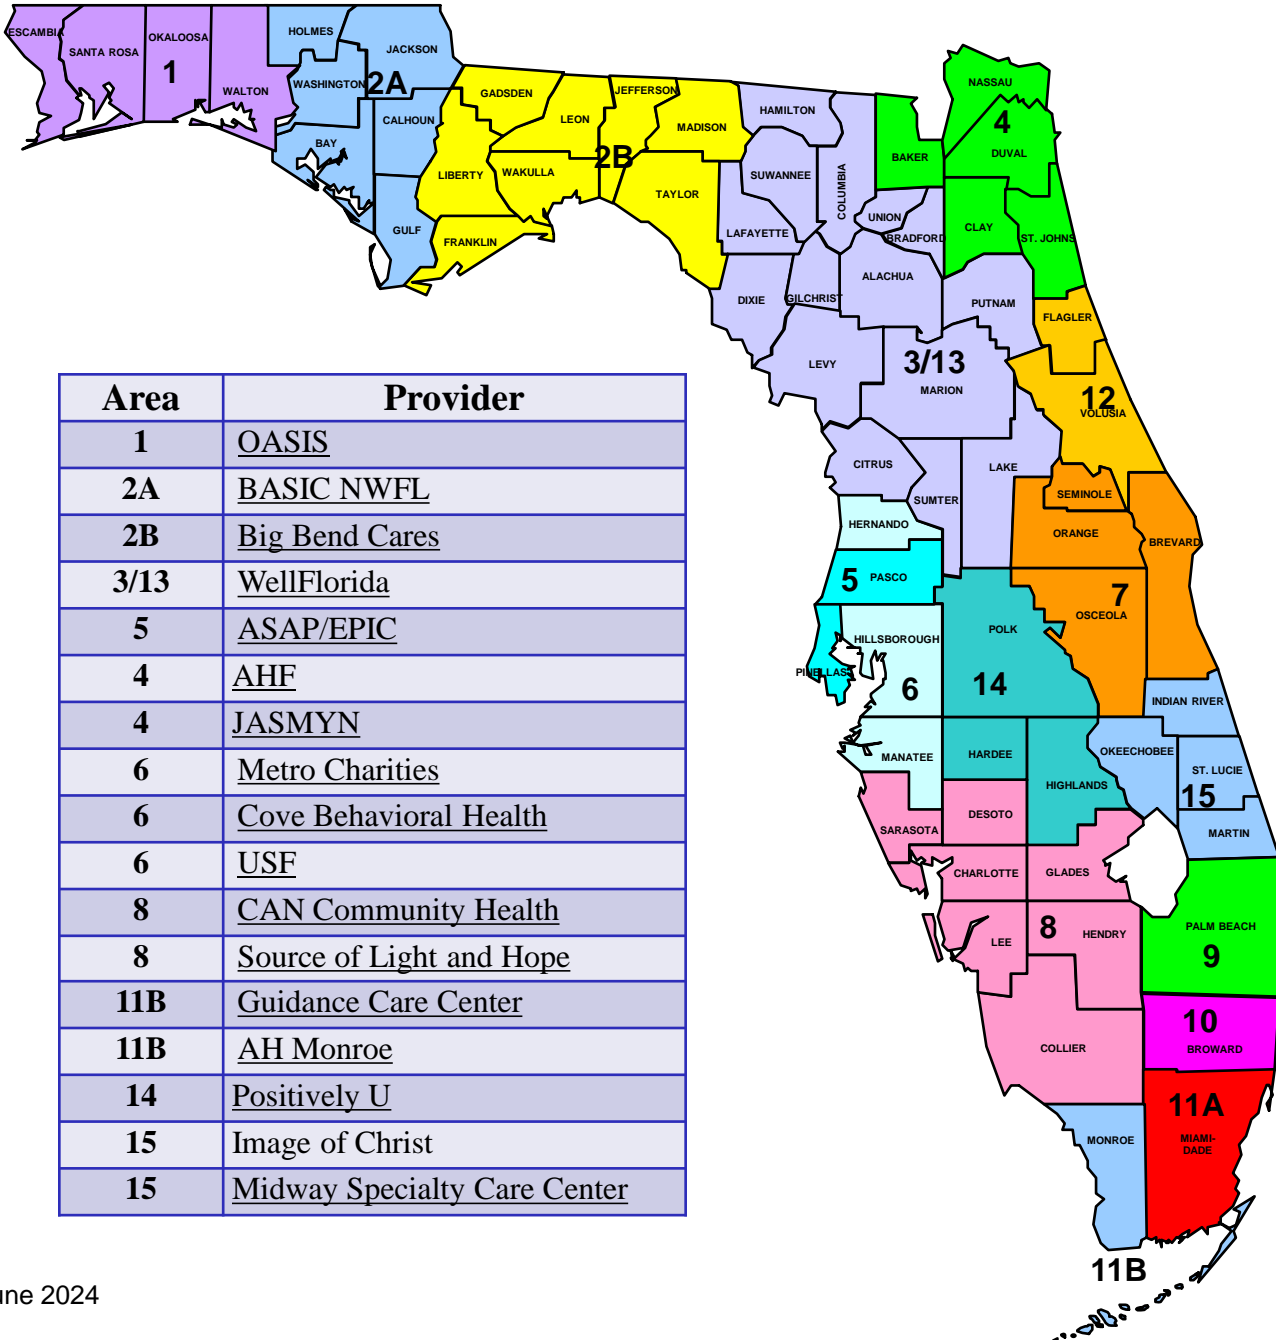 ESCAMBIA
SANTA ROSA
OKALOOSA
1
WALTON
HOLMES
JACKSON
WASHINGTON
2A
CALHOUN
BAY
GULF
GADSDEN
LEON
JEFFERSON
MADISON
2B
LIBERTY
WAKULLA
TAYLOR
FRANKLIN
HAMILTON
SUWANNEE
COLUMBIA
LAFAYETTE
UNION
BRADFORD
DIXIE
GILCHRIST
ALACHUA
PUTNAM
LEVY
3/13
MARION
CITRUS
SUMTER
LAKE
NASSAU
4
BAKER
DUVAL
CLAY
ST. JOHNS
FLAGLER
12
VOLUSIA
SEMINOLE
ORANGE
BREVARD
7
OSCEOLA
HERNANDO
5
PASCO
PINELLAS
HILLSBOROUGH
6
MANATEE
POLK
14
HARDEE
HIGHLANDS
INDIAN RIVER
OKEECHOBEE
ST. LUCIE
15
MARTIN
SARASOTA
DESOTO
CHARLOTTE
GLADES
LEE
8
HENDRY
COLLIER
PALM BEACH
9
10
BROWARD
11A
MIAMI-
DADE
MONROE
11B
Area Provider
1 OASIS
2A BASIC NWFL
2B Big Bend Cares
3/13 WellFlorida
5 ASAP/EPIC
4 AHF
4 JASMYN
6 Metro Charities
6 Cove Behavioral Health
6 USF
8 CAN Community Health
8 Source of Light and Hope
11B Guidance Care Center
11B AH Monroe
14 Positively U
15 Image of Christ
15 Midway Specialty Care Center
une 2024